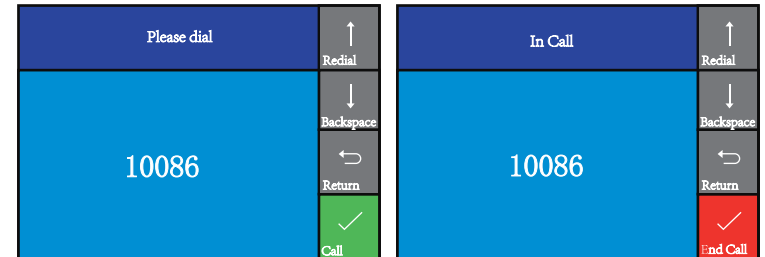 Please dial
Redial
Backspace
10086
Return
Call
In Call
Redial
Backspace
10086
Return
End Call